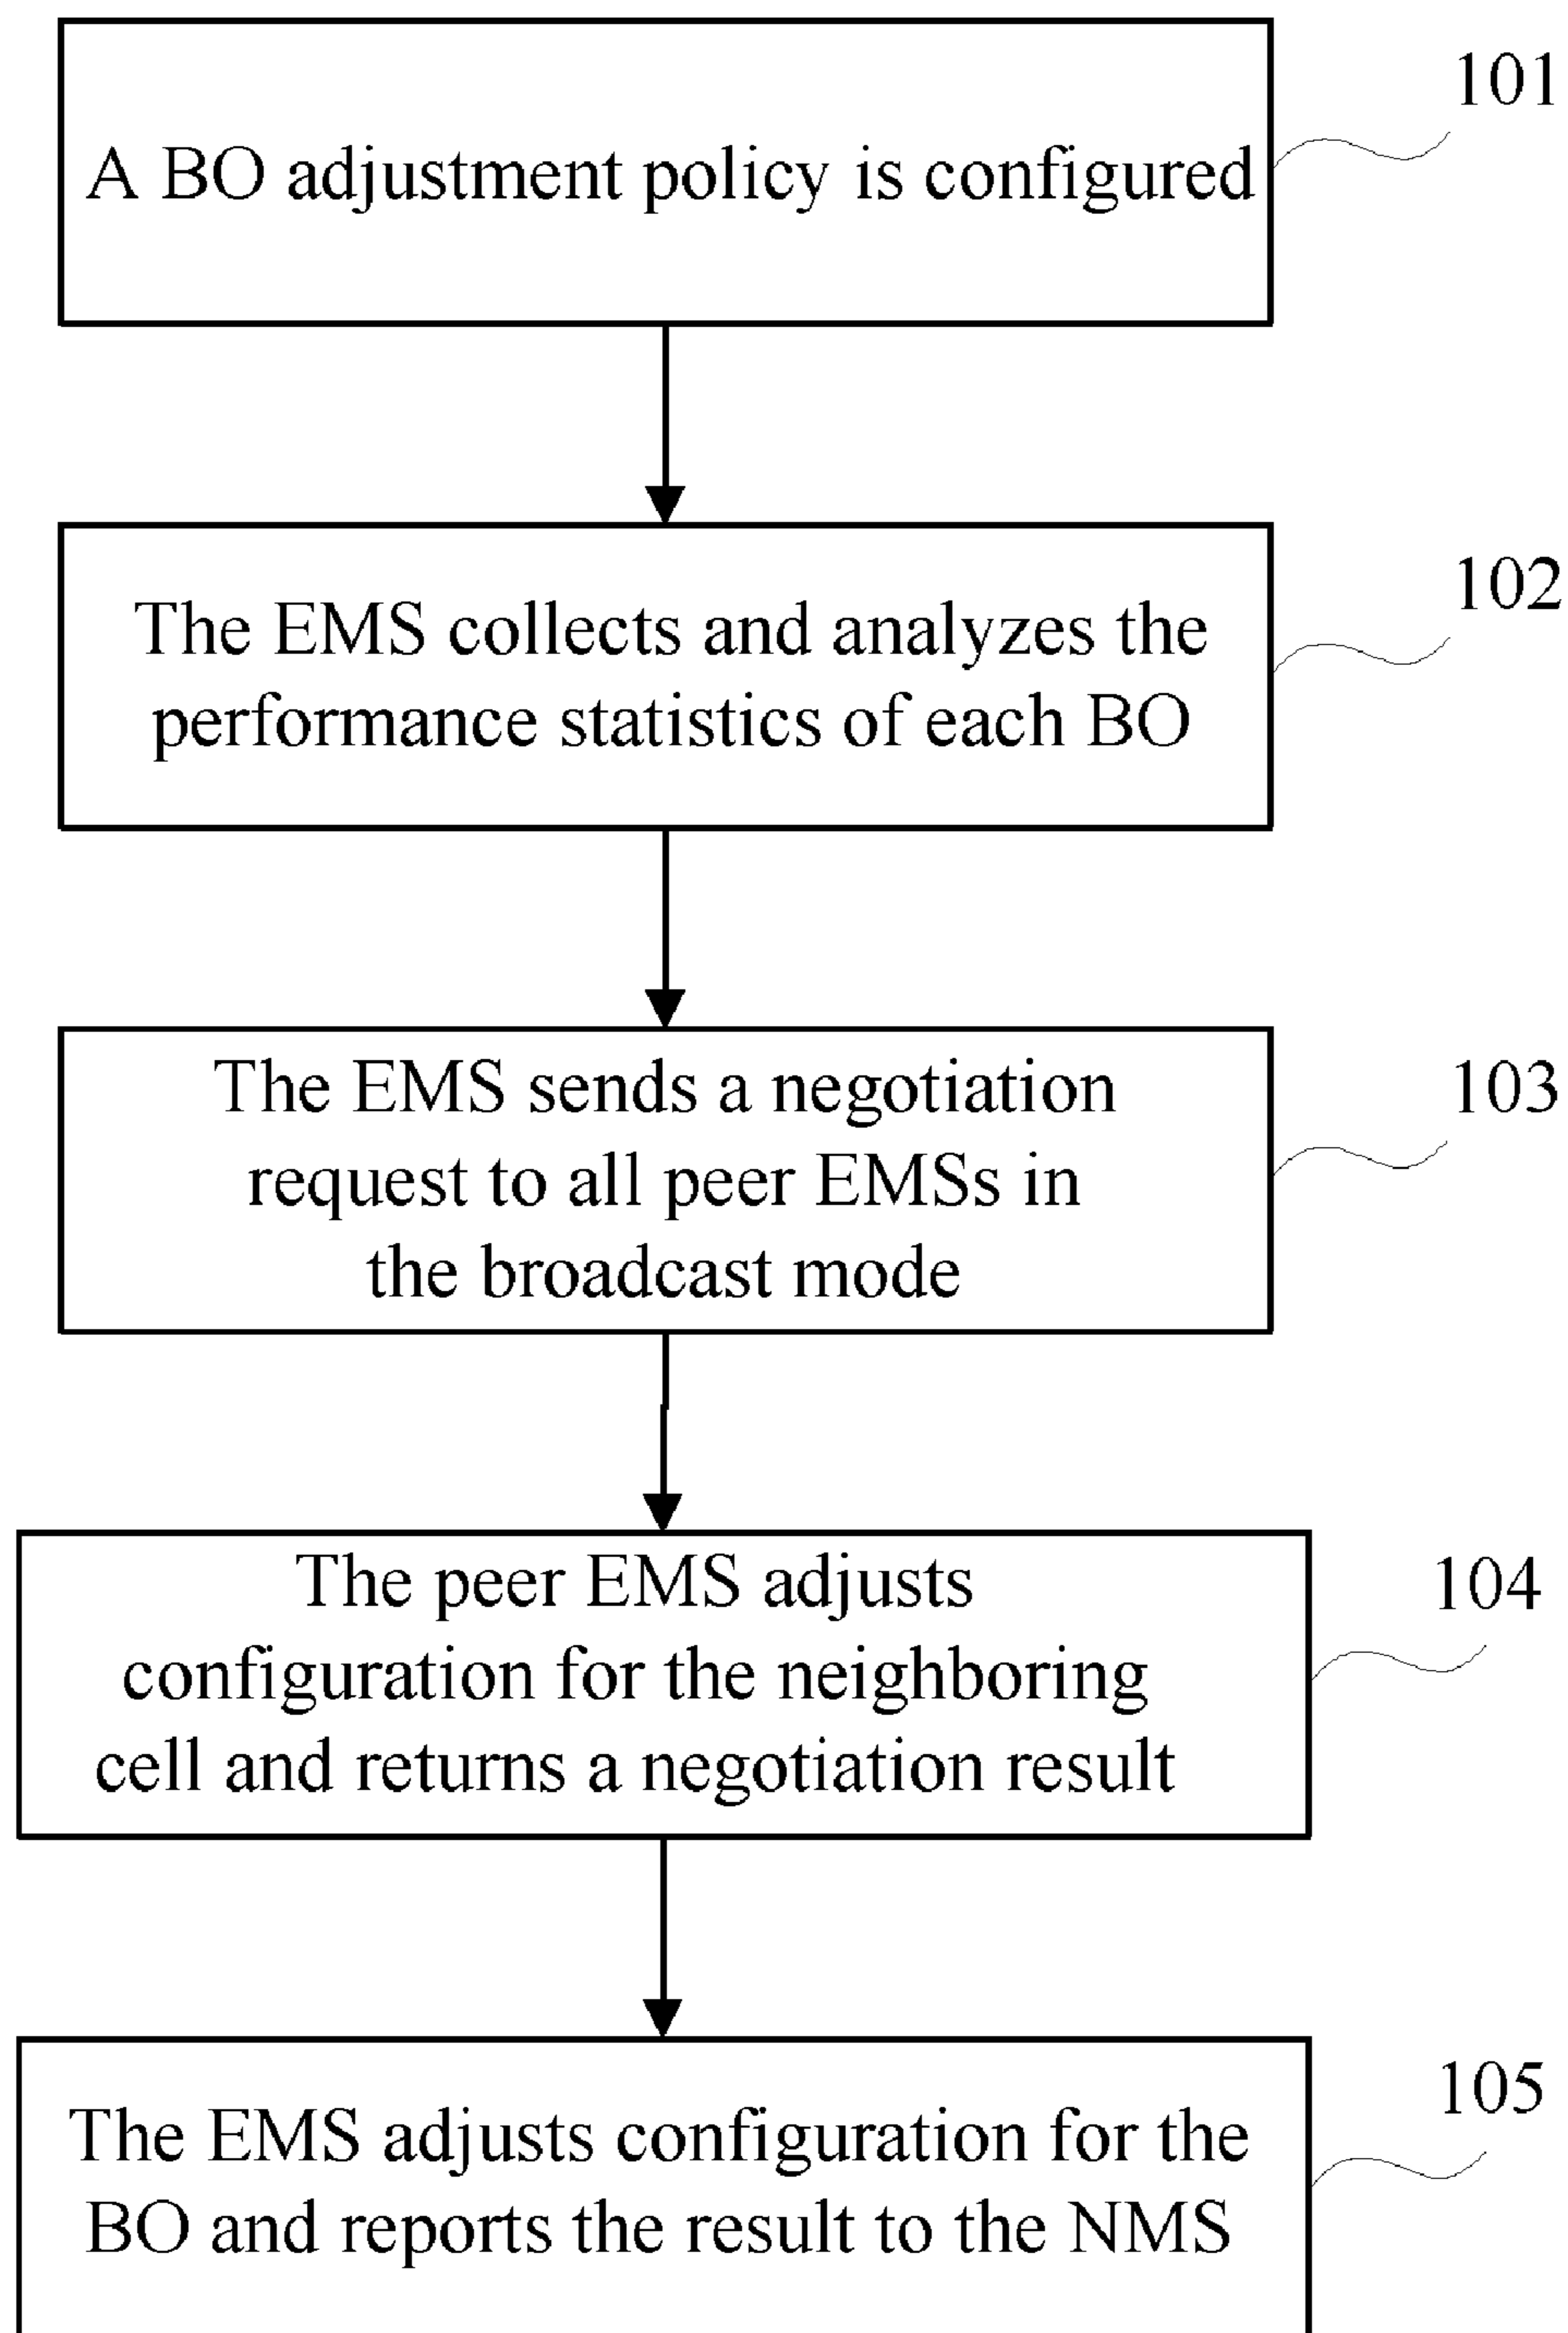 A BO adjustment policy is configured
101
The EMS collects and analyzes the
performance statistics of each BO
102
The EMS sends a negotiation
request to all peer EMSs in
the broadcast mode
103
The peer EMS adjusts
configuration for the neighboring
cell and returns a negotiation result
104
The EMS adjusts configuration for the
BO and reports the result to the NMS
105